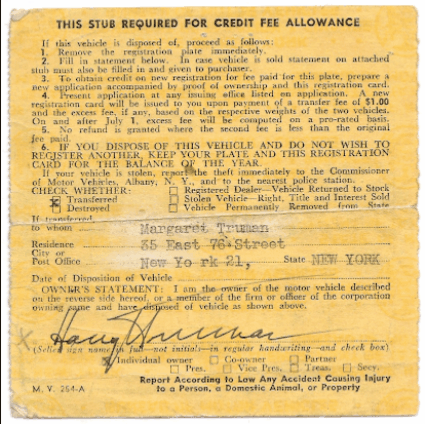 THIS STUB REQUIRED FOR CREDIT FEE ALLOWANCE
If this vehicle is disposed of, proceed as follows:
1. Remove the registration plate immediately.
2. Fill in statement below. In case vehicle is sold statement on attached
stub must also be filled in and given to purchaser.
3. To obtain credit on new registration for fee paid for this plate, prepare a
new application accompanied by proof of ownership and this registration card.
4. Present application at any issuing office listed on application. A new
registration card will be issued to you upon payment of a transfer fee of $1.00
and the excess fee, if any, based on the respective weights of the two vehicles.
On and after July 1, excess fee will be computed on a pro-rata basis.
5. No refund is granted where the second fee is less than the original
fee paid.
6. IF YOU DISPOSE OF THIS VEHICLE AND DO NOT WISH TO
REGISTER ANOTHER, KEEP YOUR PLATE AND THIS REGISTRATION
CARD FOR THE BALANCE OF THE YEAR.
If your vehicle is stolen, report the theft immediately to the Commissioner
of Motor Vehicles, Albany, N. Y., and to the nearest police station.
CHECK WHETHER: Registered Dealer—Vehicle Returned to Stock
x Transferred Stolen Vehicle—Right, Title and Interest Sold
Destroyed Vehicle Permanently Removed from State
If transferred,
to whom Margaret Truman
Residence 35 East 76 Street
City or
Post Office New Yo rk 21, State NEW YORK
Date of Disposition of Vehicle
OWNER'S STATEMENT: I am the owner of the motor vehicle described
on the reverse side hereof, or a member of the firm or officer of the corporation
owning same and have disposed of vehicle as shown above.
x Harry Truman
sign name in full—not initials—in regular handwriting—and check box)
x Individual owner Co-owner Partner
Pres. Vice Pres. Treas. Secy.
Report According to Law Any Accident Causing Injury
M. V. 264-A to a Person, a Domestic Animal, or Property